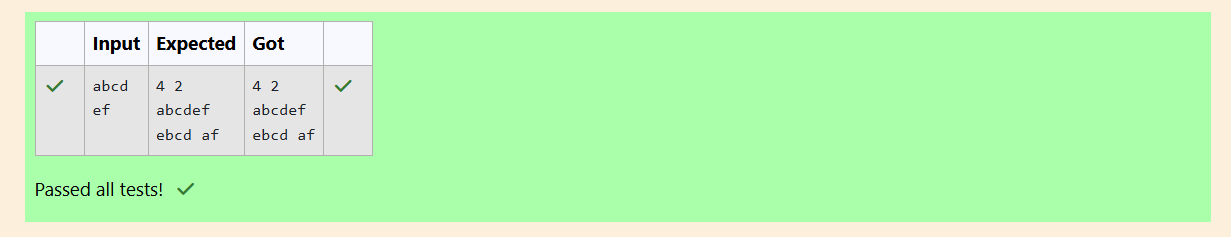 Input Expected Got
abcd 4 2 4 2
ef abcdef abcdef
ebcd af ebcd af
Passed all tests!